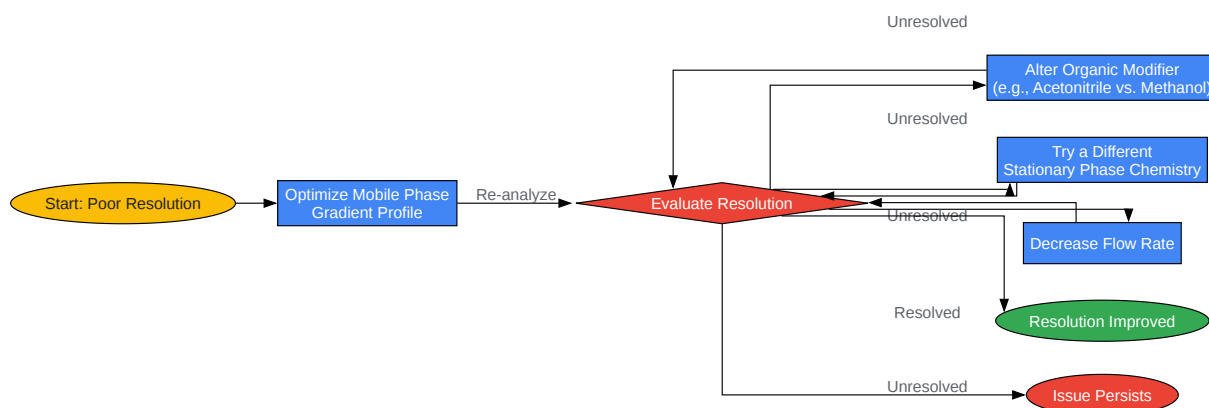 Unresolved
Alter Organic Modifier
(e.g., Acetonitrile vs. Methanol)
Unresolved
Try a Different
Stationary Phase Chemistry
Start: Poor Resolution
Optimize Mobile Phase
Gradient Profile
Re-analyze
Evaluate Resolution
Unresolved
Decrease Flow Rate
Resolved
Resolution Improved
Unresolved
Issue Persists